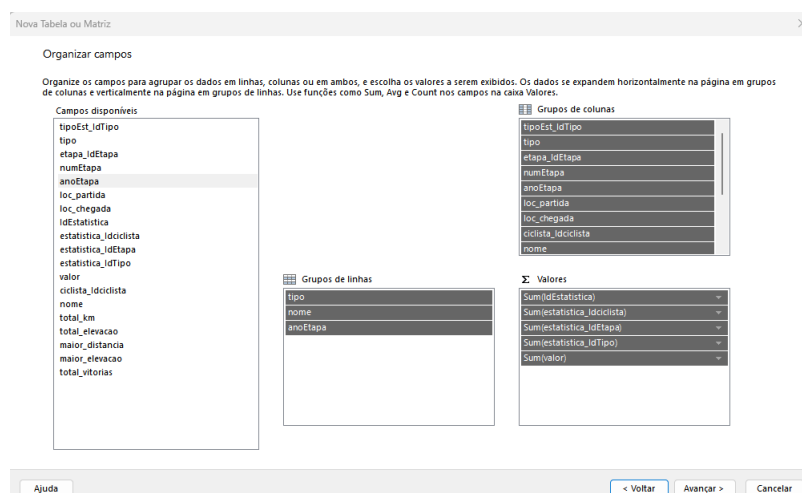 Nova Tabela ou Matriz
Organizar campos
Organize os campos para agrupar os dados em linhas, colunas ou em ambos, e escolha os valores a serem exibidos. Os dados se expandem horizontalmente na página em grupos
de colunas e verticalmente na página em grupos de linhas. Use funções como Sum, Avg e Count nos campos na caixa Valores.
Campos disponíveis
tipoEst_IdTipo
tipo
etapa_IdEtapa
numEtapa
anoEtapa
loc_partida
loc_chegada
IdEstatistica
estatistica_Idciclista
estatistica_IdEtapa
estatistica_IdTipo
valor
ciclista_Idciclista
nome
total_km
total_elevacao
maior_distancia
maior_elevacao
total_vitorias
Grupos de colunas
tipoEst_IdTipo
tipo
etapa_IdEtapa
numEtapa
anoEtapa
loc_partida
loc_chegada
ciclista_Idciclista
nome
Grupos de linhas
tipo
nome
anoEtapa
Σ Valores
Sum(IdEstatistica)
Sum(estatistica_Idciclista)
Sum(estatistica_IdEtapa)
Sum(estatistica_IdTipo)
Sum(valor)
Ajuda
< Voltar
Avançar >
Cancelar